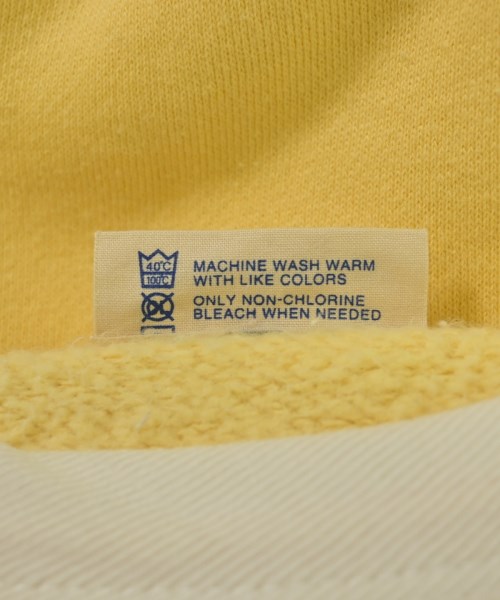 40°C MACHINE WASH WARM
100°C WITH LIKE COLORS
ONLY NON-CHLORINE
BLEACH WHEN NEEDED